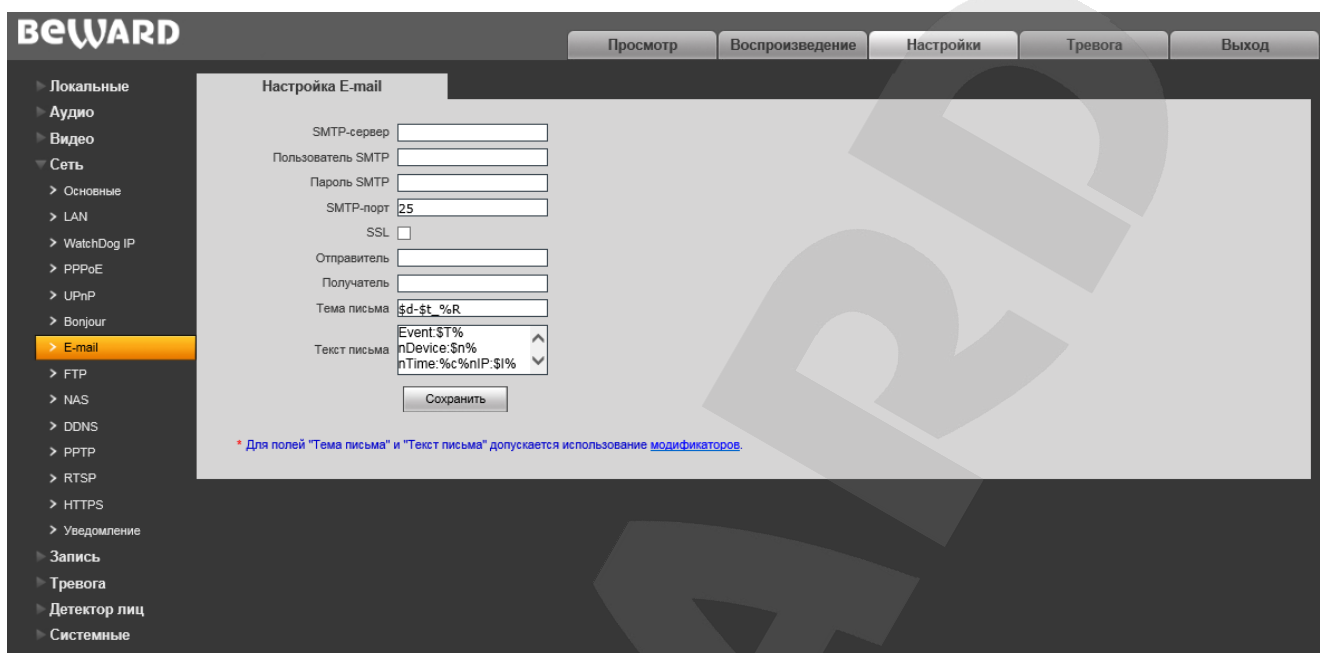 BEWARD
Просмотр
Воспроизведение
Настройки
Тревога
Выход
Локальные
Аудио
Видео
Сеть
Основные
LAN
WatchDog IP
PPPoE
UPnP
Bonjour
E-mail
FTP
NAS
DDNS
PPTP
RTSP
HTTPS
Уведомление
Запись
Тревога
Детектор лиц
Системные
Настройка E-mail
SMTP-сервер
Пользователь SMTP
Пароль SMTP
SMTP-порт 25
SSL
Отправитель
Получатель
Тема письма $d-$t_%R
Текст письма
Event:$T%
nDevice:$n%
nTime:%c%nIP:$I%
Сохранить
* Для полей "Тема письма" и "Текст письма" допускается использование модификаторов.
ARD